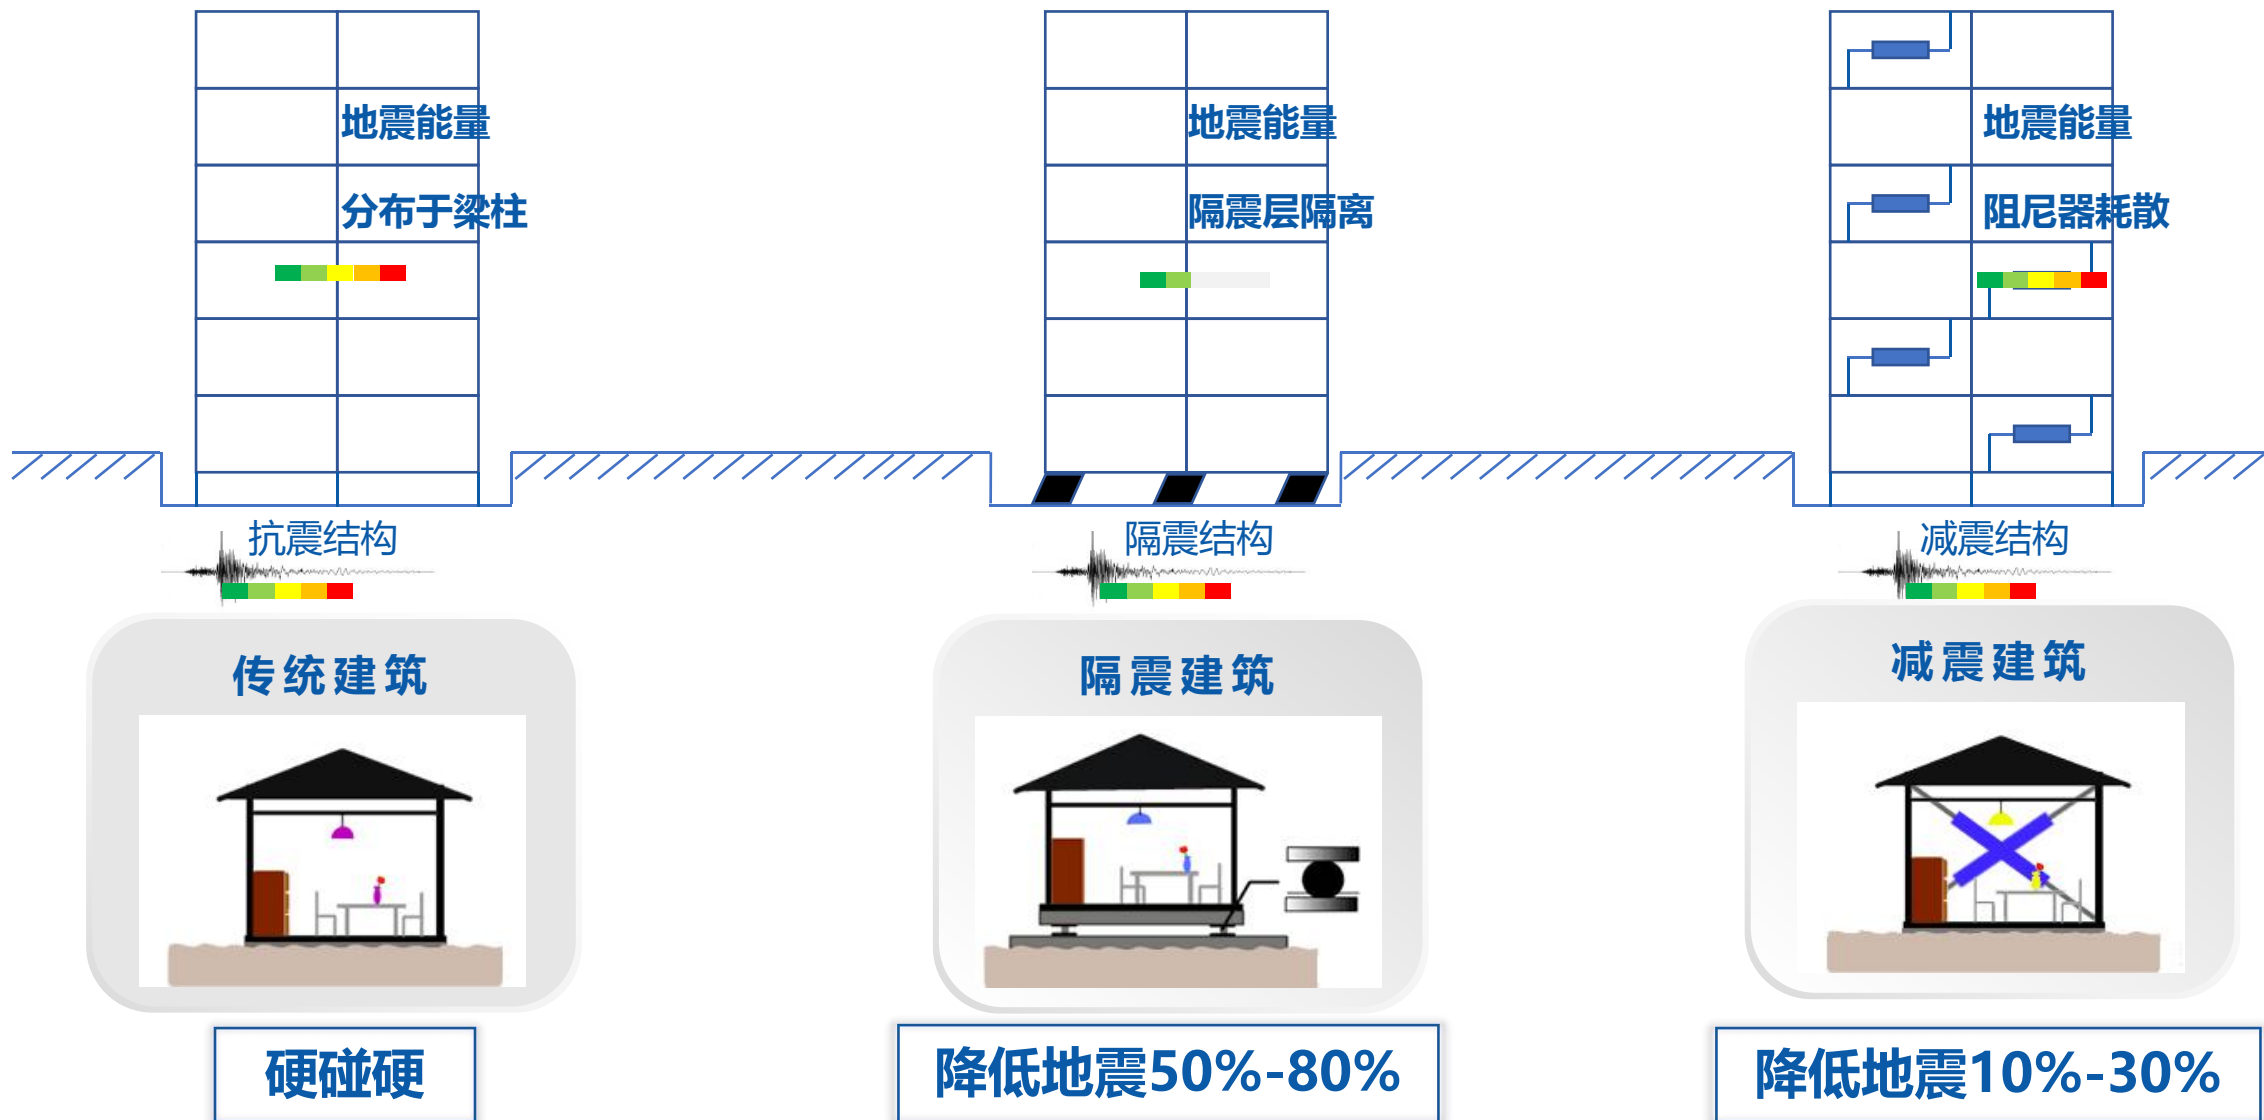 地震能量
分布于梁柱
抗震结构
传统建筑
硬碰硬
地震能量
隔震层隔离
隔震结构
隔震建筑
降低地震50%-80%
地震能量
阻尼器耗散
减震结构
减震建筑
降低地震10%-30%